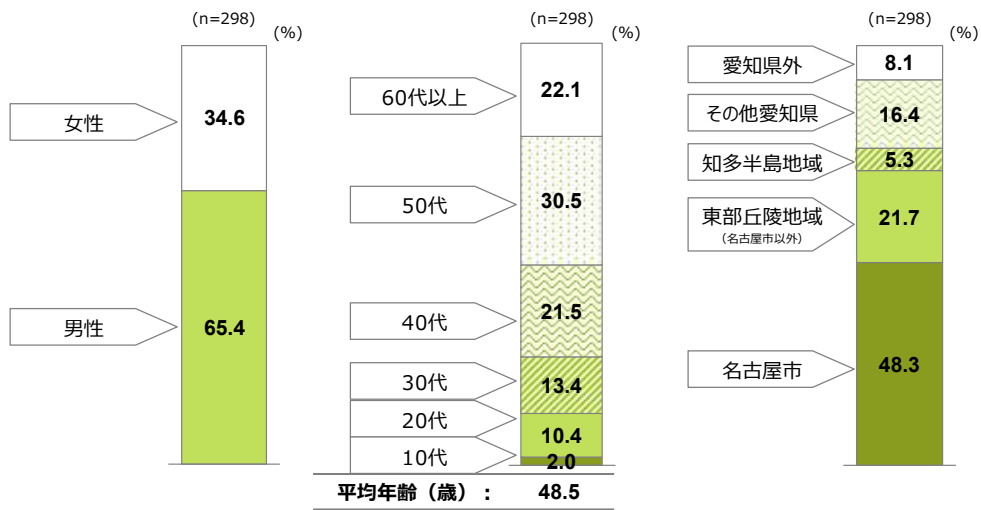 (n=298)
(%)
女性
34.6
男性
65.4
(n=298)
(%)
60代以上
22.1
50代
30.5
40代
21.5
30代
13.4
20代
10.4
10代
2.0
平均年齢（歳）：
48.5
(n=298)
(%)
愛知県外
8.1
その他愛知県
16.4
知多半島地域
5.3
東部丘陵地域
（名古屋市以外）
21.7
名古屋市
48.3